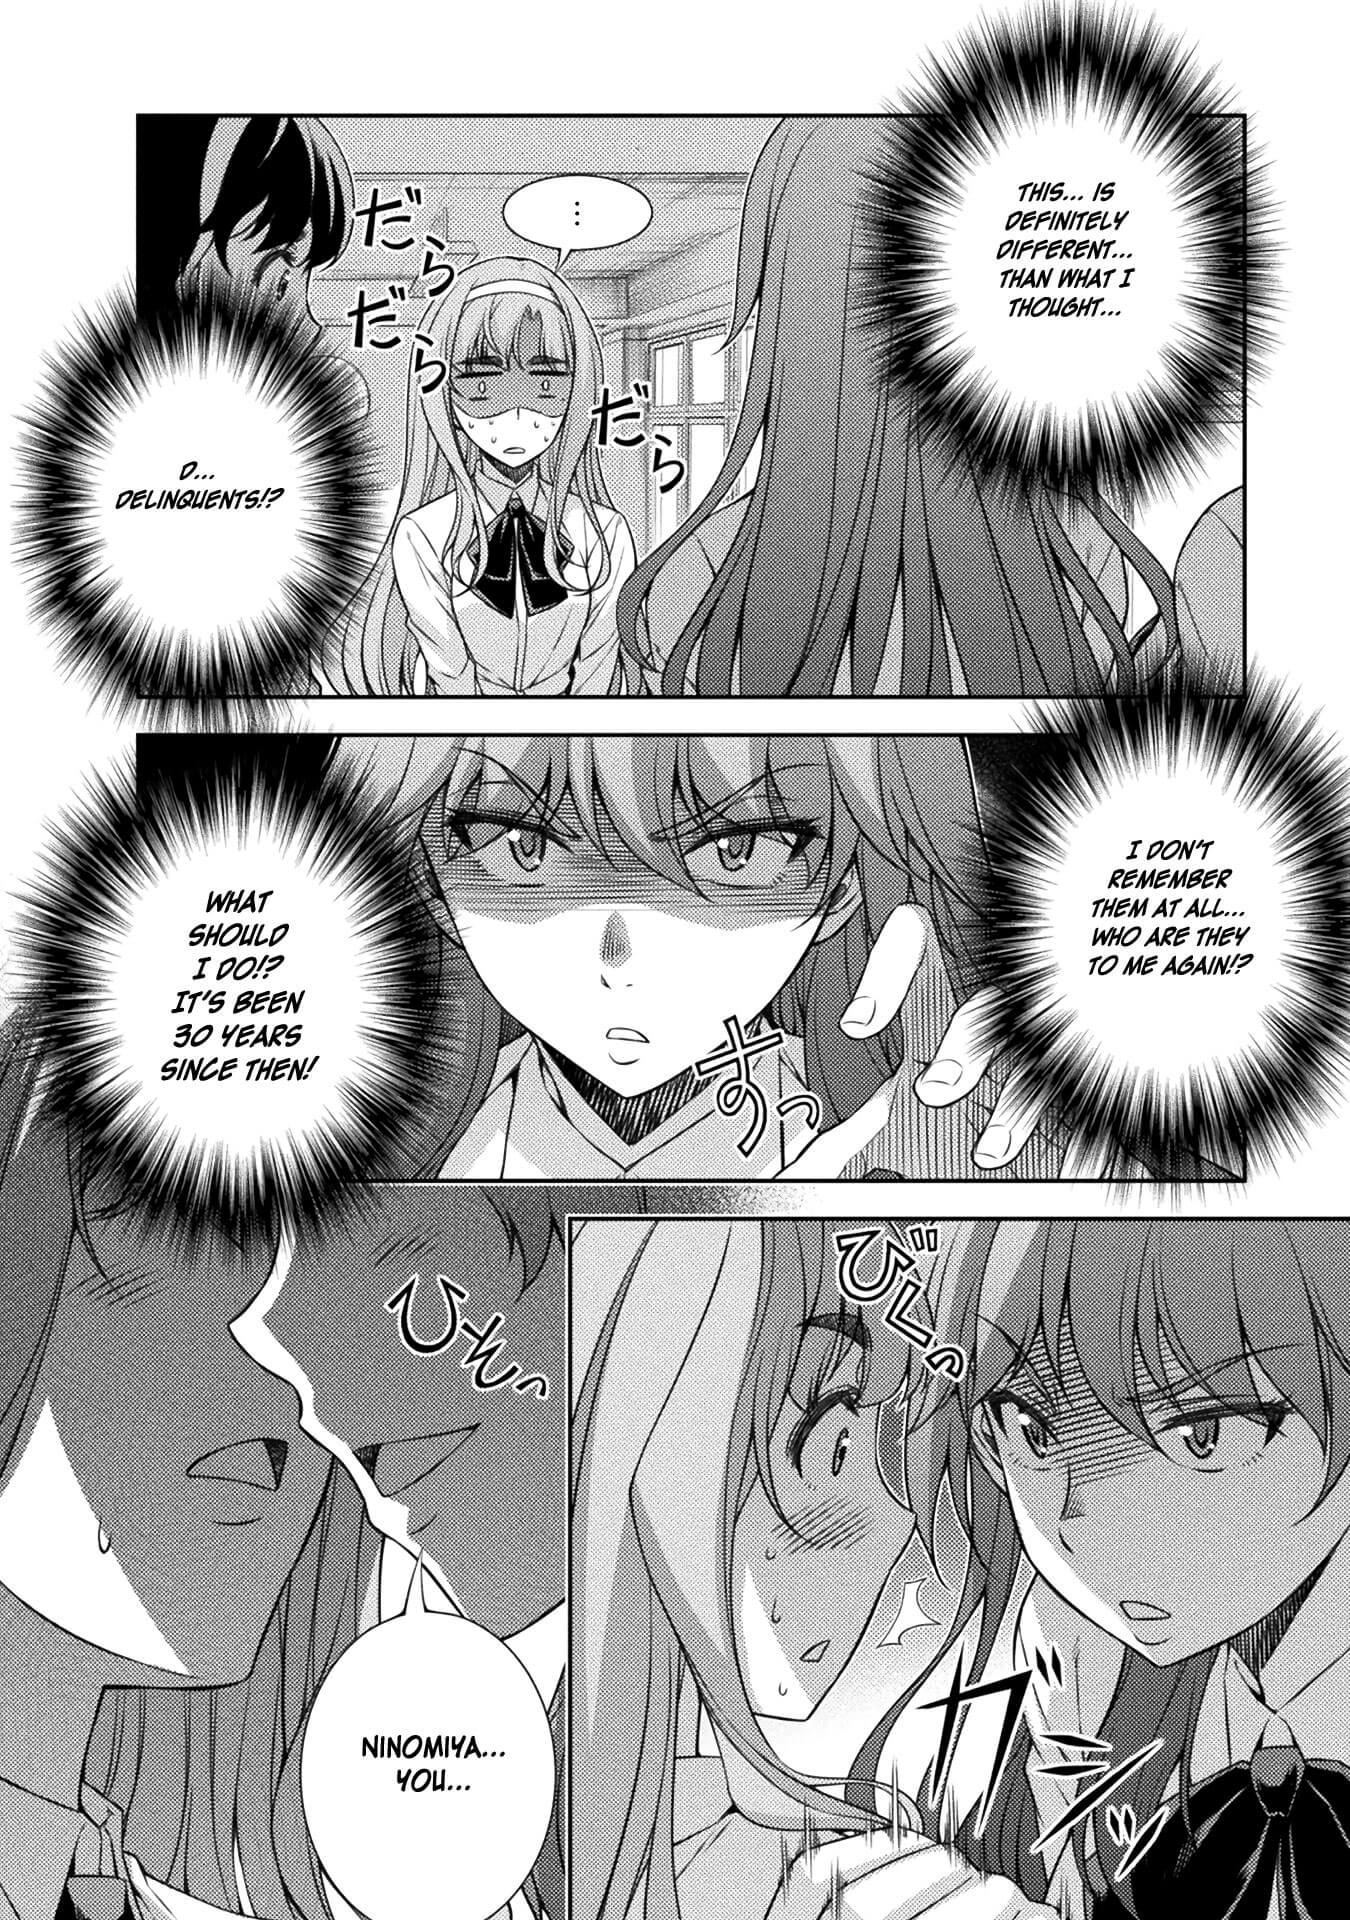 THIS... IS
DEFINITELY
DIFFERENT...
THAN WHAT I
THOUGHT...
...
だら
だら
だら
D...
DELINQUENTS!?
I DON'T
REMEMBER
THEM AT ALL...
WHO ARE THEY
TO ME AGAIN!?
WHAT
SHOULD
I DO!?
IT'S BEEN
30 YEARS
SINCE THEN!
すっ
びくっ
ガシッ
ひそっ
NINOMIYA...
YOU...